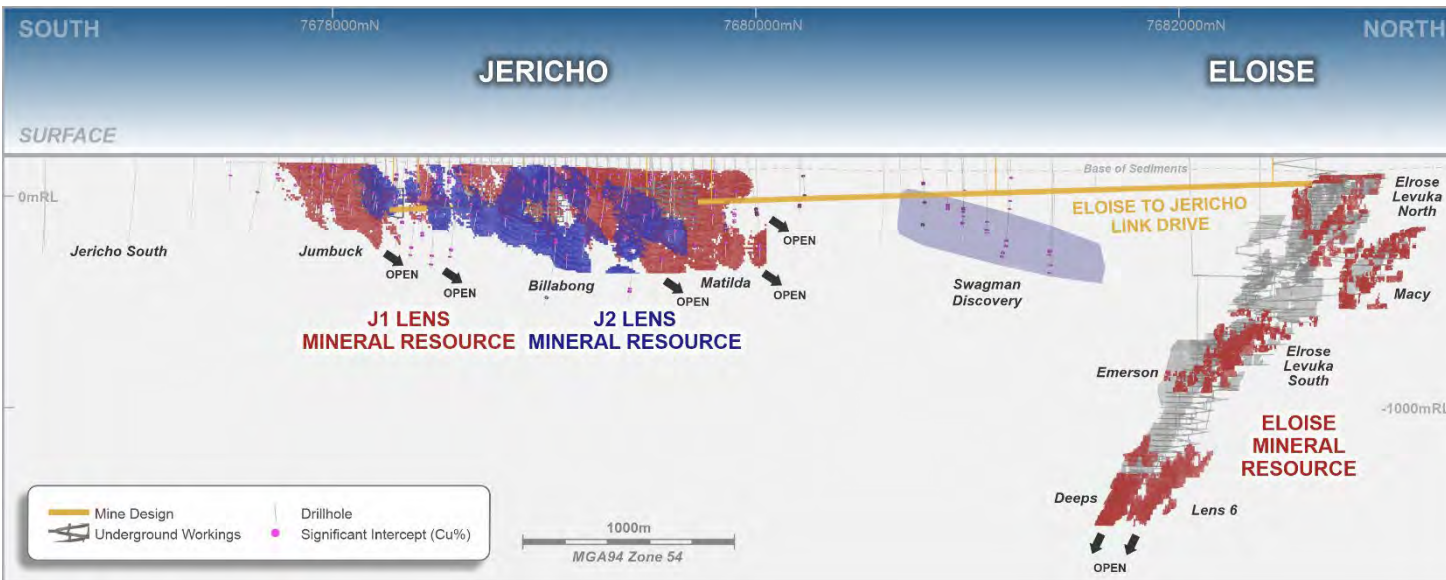 SOUTH
7678000mN
7680000mN
7682000mN
NORTH
JERICHO
ELOISE
SURFACE
Base of Sediments
0mRL
ELOISE TO JERICHO
LINK DRIVE
Elrose
Levuka
North
Jericho South
Jumbuck
OPEN
OPEN
Billabong
OPEN
Matilda
OPEN
OPEN
Swagman
Discovery
Macy
J1 LENS
MINERAL RESOURCE
J2 LENS
MINERAL RESOURCE
Emerson
Elrose
Levuka
South
-1000mRL
ELOISE
MINERAL
RESOURCE
Deeps
Lens 6
OPEN
Mine Design
Drillhole
Underground Workings
Significant Intercept (Cu%)
1000m
MGA94 Zone 54